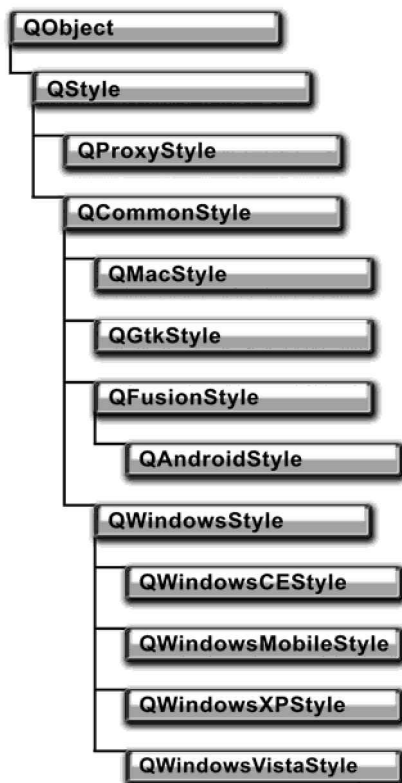 QObject
QStyle
QProxyStyle
QCommonStyle
QMacStyle
QGtkStyle
QFusionStyle
QAndroidStyle
QWindowsStyle
QWindowsCEStyle
QWindowsMobileStyle
QWindowsXPStyle
QWindowsVistaStyle